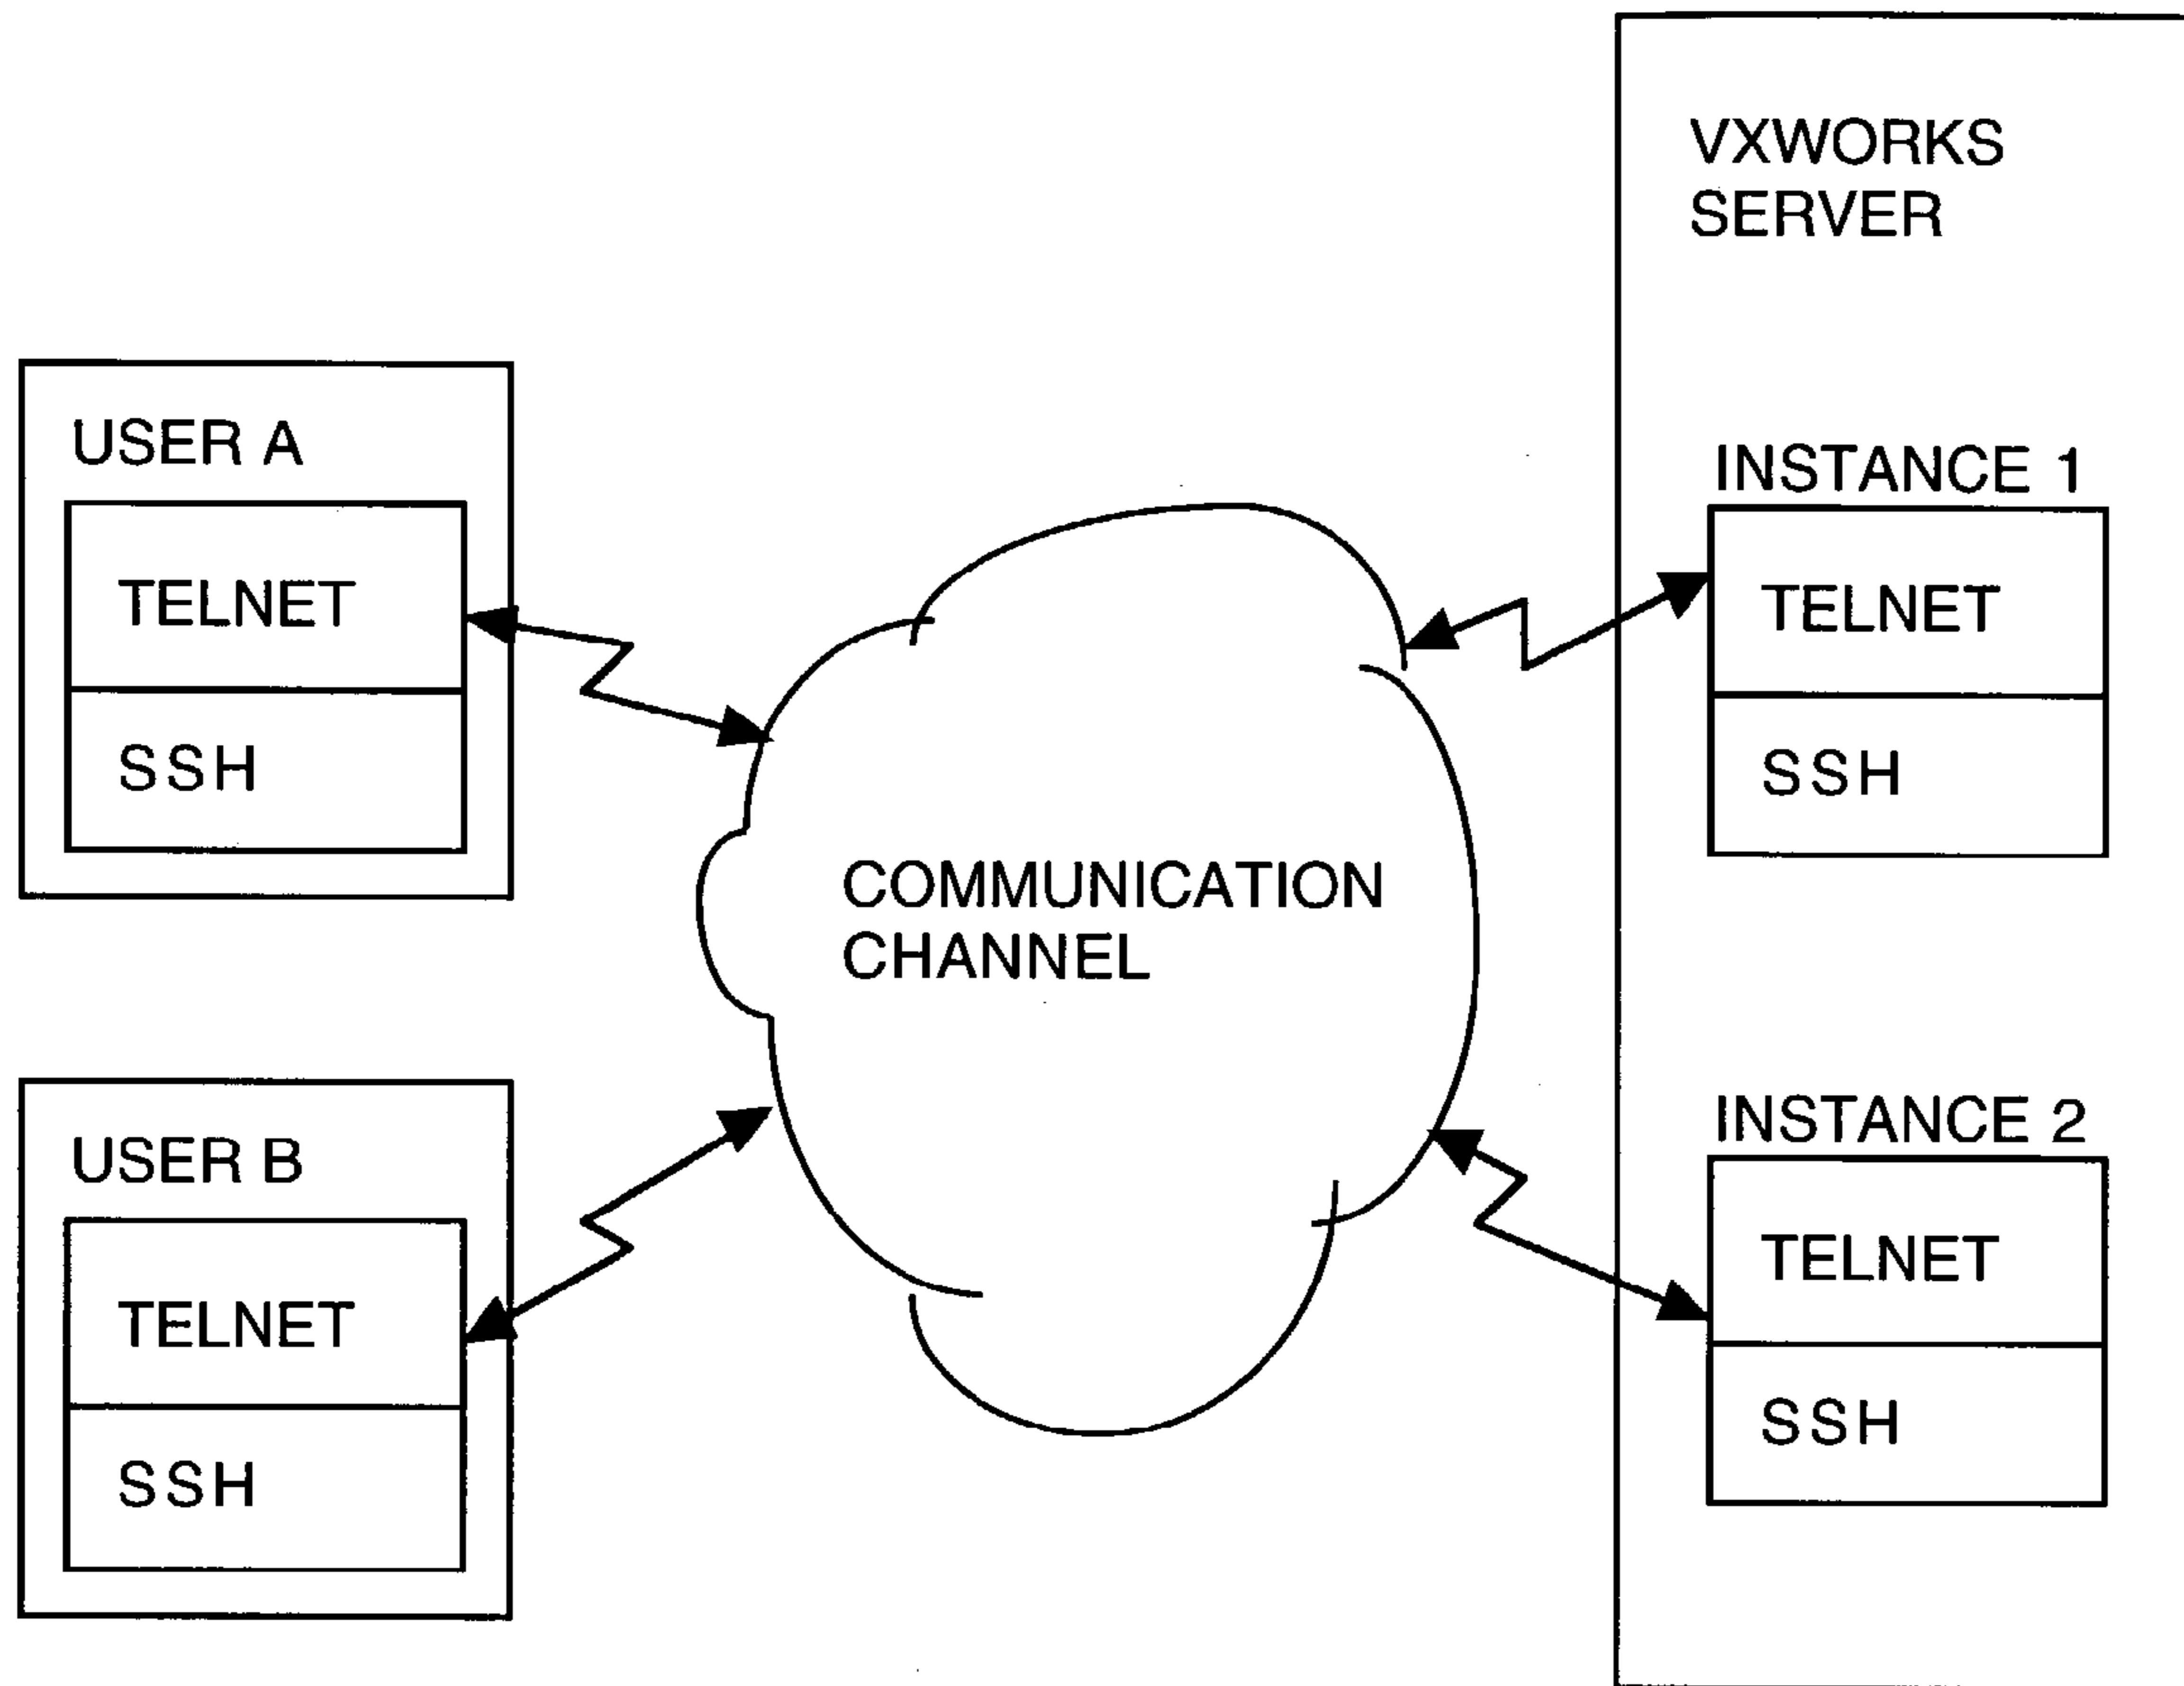 VXWORKS
SERVER
USER A
TELNET
SSH
INSTANCE 1
TELNET
SSH
COMMUNICATION
CHANNEL
USER B
TELNET
SSH
INSTANCE 2
TELNET
SSH